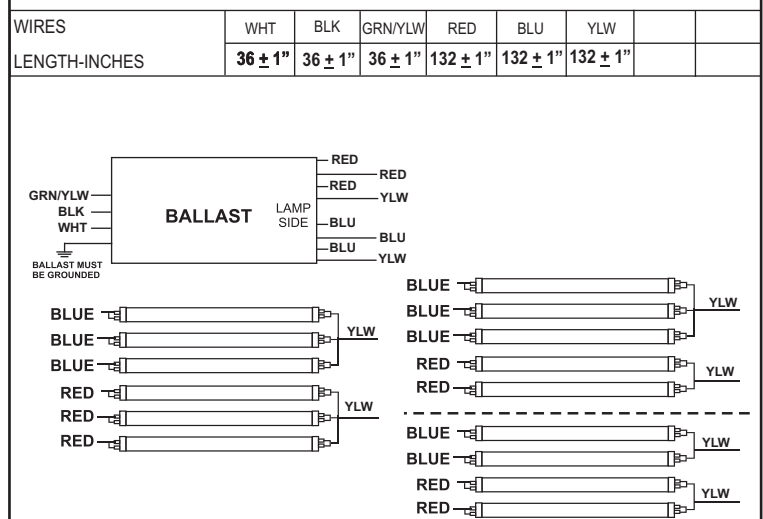 WIRES WHT BLK GRN/YLW RED BLU YLW
LENGTH-INCHES 36 ± 1” 36 ± 1” 36 ± 1” 132 ± 1” 132 ± 1” 132 ± 1”
RED
RED
RED
YLW
BLU
BLU
BLU
YLW
GRN/YLW
BLK
WHT
BALLAST
LAMP
SIDE
BALLAST MUST
BE GROUNDED
BLUE
BLUE
BLUE
YLW
RED
RED
RED
YLW
BLUE
BLUE
BLUE
YLW
RED
RED
YLW
BLUE
BLUE
YLW
RED
RED
YLW